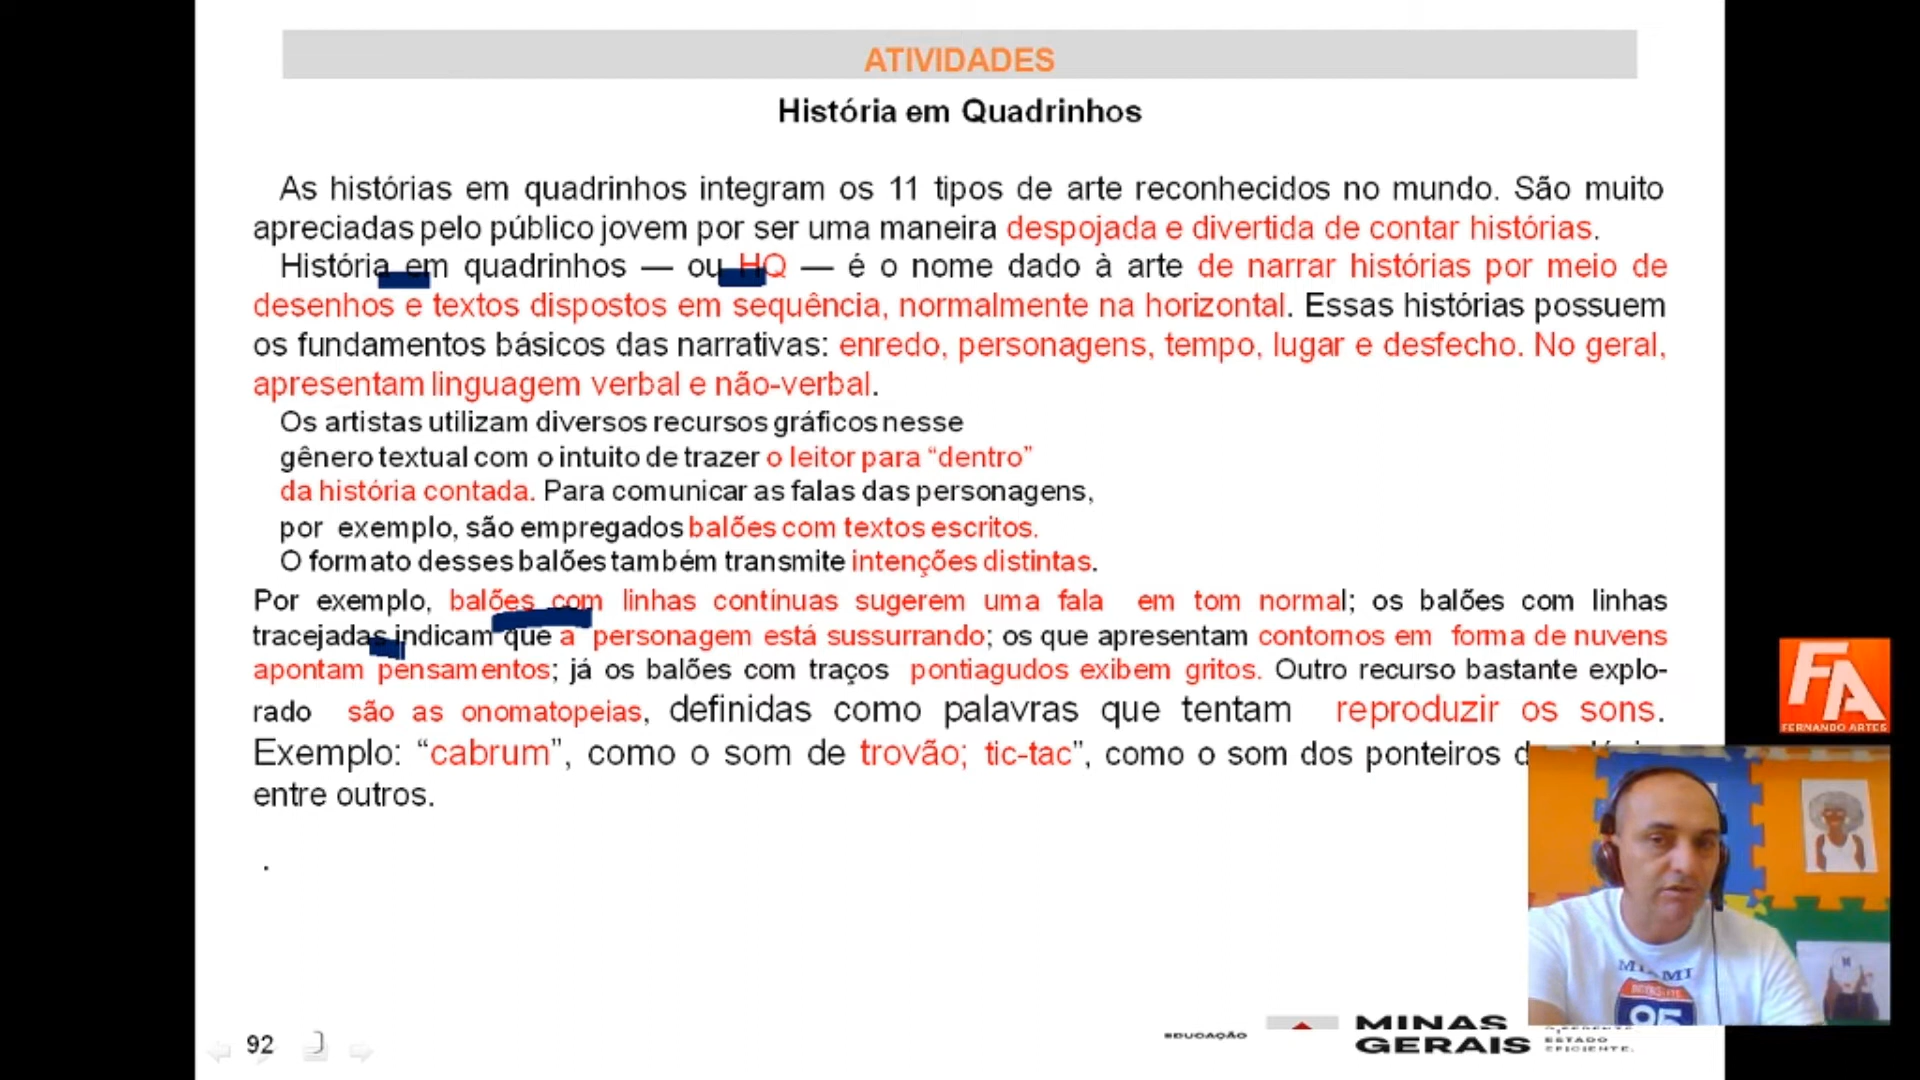 ATIVIDADES
História em Quadrinhos
As histórias em quadrinhos integram os 11 tipos de arte reconhecidos no mundo. São muito
apreciadas pelo público jovem por ser uma maneira despojada e divertida de contar histórias.
História em quadrinhos — ou HQ — é o nome dado à arte de narrar histórias por meio de
desenhos e textos dispostos em sequência, normalmente na horizontal. Essas histórias possuem
os fundamentos básicos das narrativas: enredo, personagens, tempo, lugar e desfecho. No geral,
apresentam linguagem verbal e não-verbal.
Os artistas utilizam diversos recursos gráficos nesse
gênero textual com o intuito de trazer o leitor para “dentro”
da história contada. Para comunicar as falas das personagens,
por exemplo, são empregados balões com textos escritos.
O formato desses balões também transmite intenções distintas.
Por exemplo, balões com linhas contínuas sugerem uma fala em tom normal; os balões com linhas
tracejadas indicam que a personagem está sussurrando; os que apresentam contornos em forma de nuvens
apontam pensamentos; já os balões com traços pontiagudos exibem gritos. Outro recurso bastante explo-
rado são as onomatopeias, definidas como palavras que tentam reproduzir os sons.
Exemplo: “cabrum”, como o som de trovão; tic-tac”, como o som dos ponteiros
entre outros.
.
FA
FERNANDO ARTES
MIAMI
95
92
EDUCAÇÃO
MINAS
GERAIS
ESTADO
EFICIENTE.